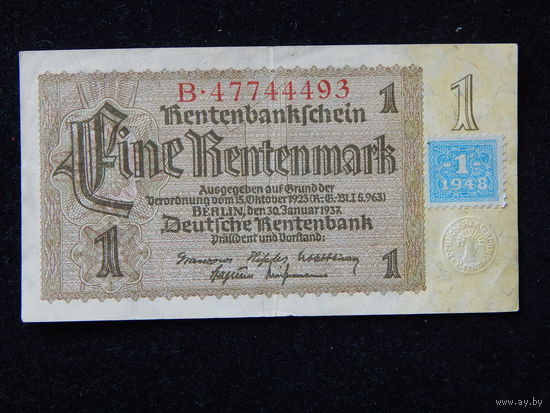 B·47744493
Rentenbankschein
1
1
Eine Rentenmark
Ausgegeben auf Grund der
Verordnung vom 15. Oktober 1923 (R.-G.-Bl. I S. 963)
BERLIN, den 30. Januar 1937.
Deutsche Rentenbank
Präsident und Vorstand:
1
1
1
1948
www.ay.by